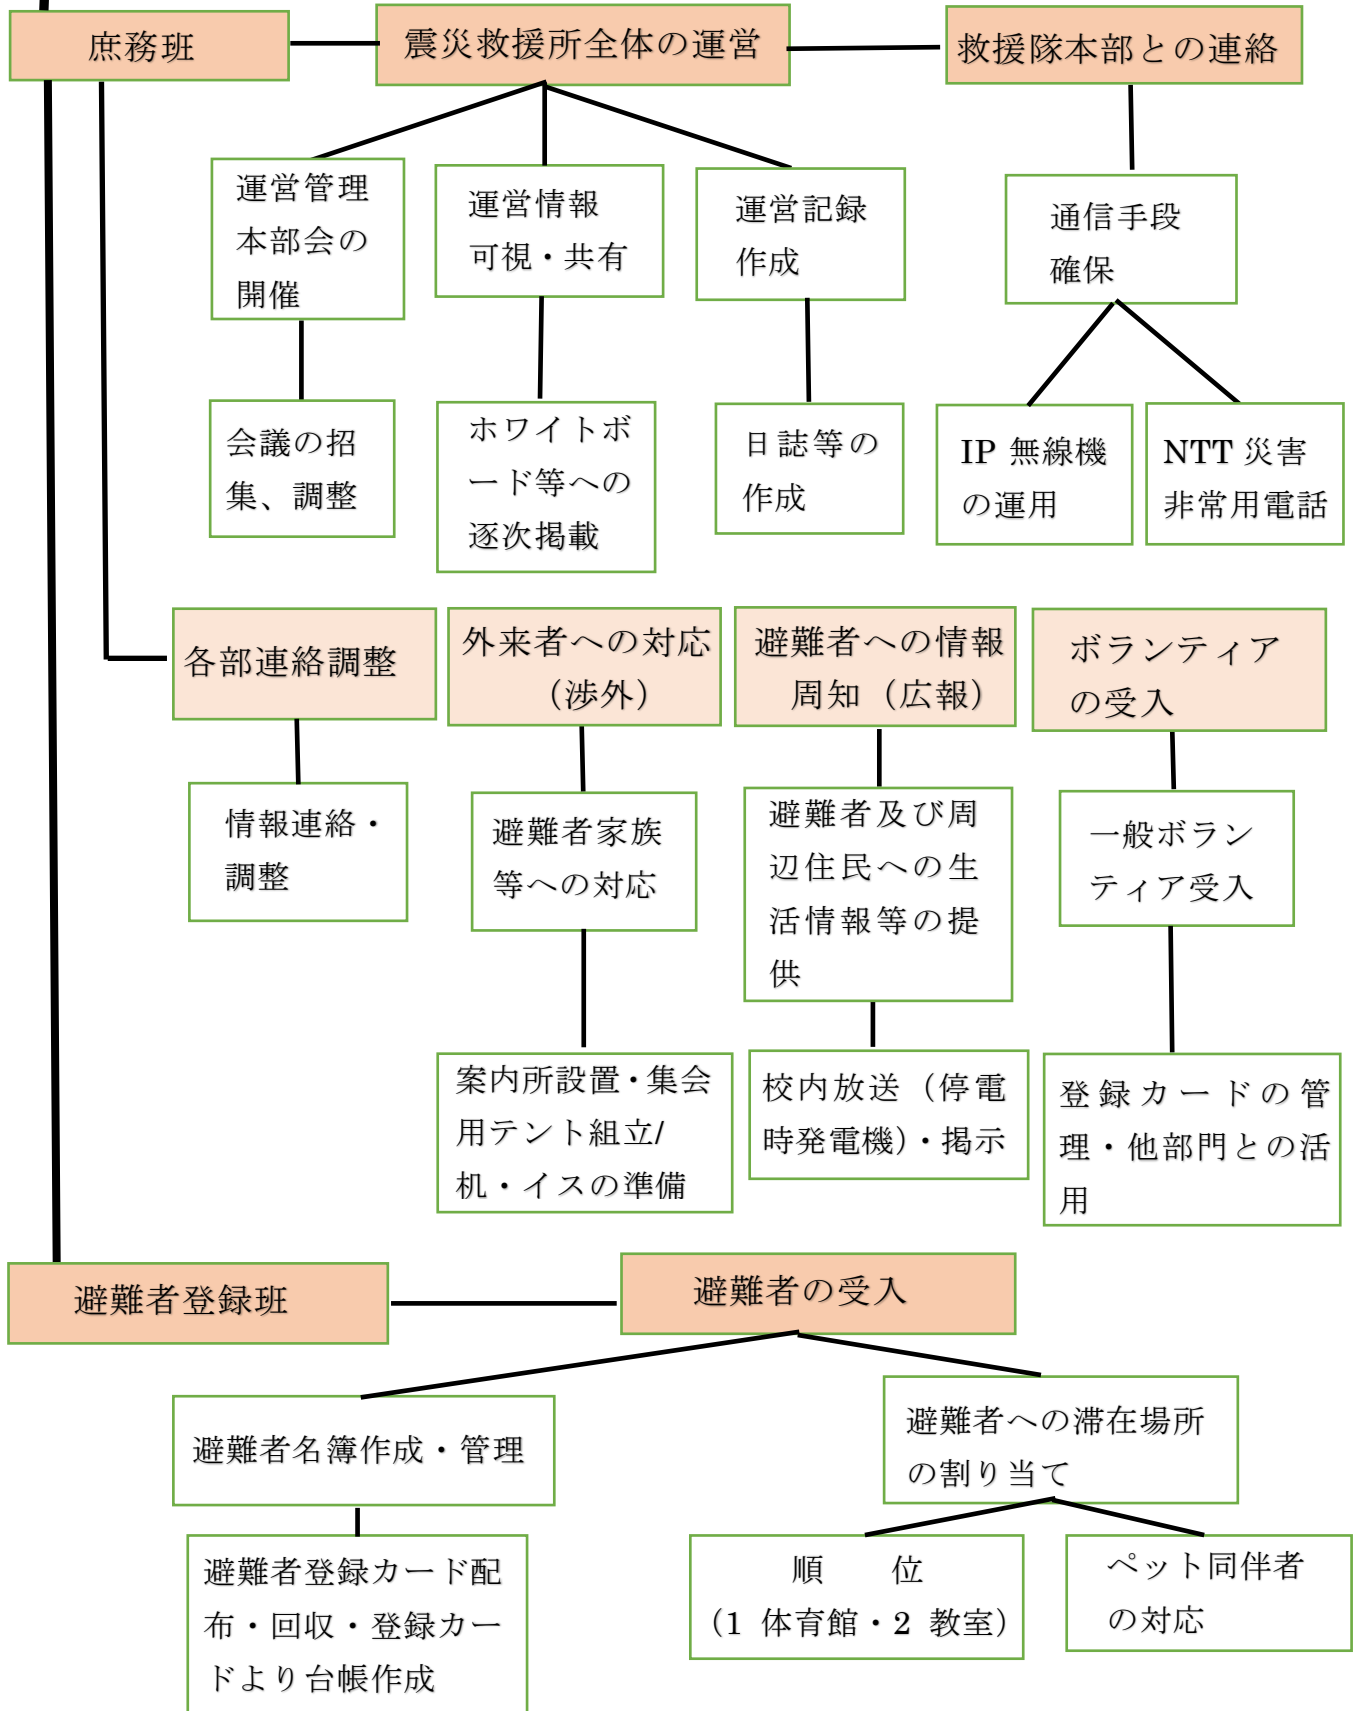 庶務班
震災救援所全体の運営
救援隊本部との連絡
運営管理
本部会の
開催
運営情報
可視・共有
運営記録
作成
通信手段
確保
会議の招
集、調整
ホワイトボ
ード等への
逐次掲載
日誌等の
作成
IP 無線機
の運用
NTT 災害
非常用電話
各部連絡調整
外来者への対応
（渉外）
避難者への情報
周知（広報）
ボランティア
の受入
情報連絡・
調整
避難者家族
等への対応
避難者及び周
辺住民への生
活情報等の提
供
一般ボラン
ティア受入
案内所設置・集会
用テント組立/
机・イスの準備
校内放送（停電
時発電機）・掲示
登録カードの管
理・他部門との活
用
避難者登録班
避難者の受入
避難者名簿作成・管理
避難者への滞在場所
の割り当て
避難者登録カード配
布・回収・登録カー
ドより台帳作成
順　位
（1 体育館・2 教室）
ペット同伴者
の対応